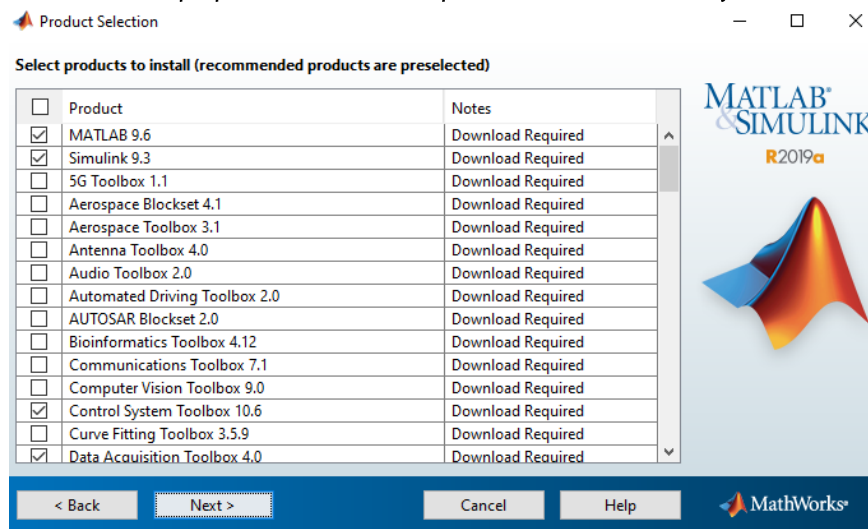 Product Selection
Select products to install (recommended products are preselected)
Product Notes
MATLAB 9.6 Download Required
Simulink 9.3 Download Required
5G Toolbox 1.1 Download Required
Aerospace Blockset 4.1 Download Required
Aerospace Toolbox 3.1 Download Required
Antenna Toolbox 4.0 Download Required
Audio Toolbox 2.0 Download Required
Automated Driving Toolbox 2.0 Download Required
AUTOSAR Blockset 2.0 Download Required
Bioinformatics Toolbox 4.12 Download Required
Communications Toolbox 7.1 Download Required
Computer Vision Toolbox 9.0 Download Required
Control System Toolbox 10.6 Download Required
Curve Fitting Toolbox 3.5.9 Download Required
Data Acquisition Toolbox 4.0 Download Required
MATLAB®
&SIMULINK
R2019a
< Back Next > Cancel Help MathWorks®